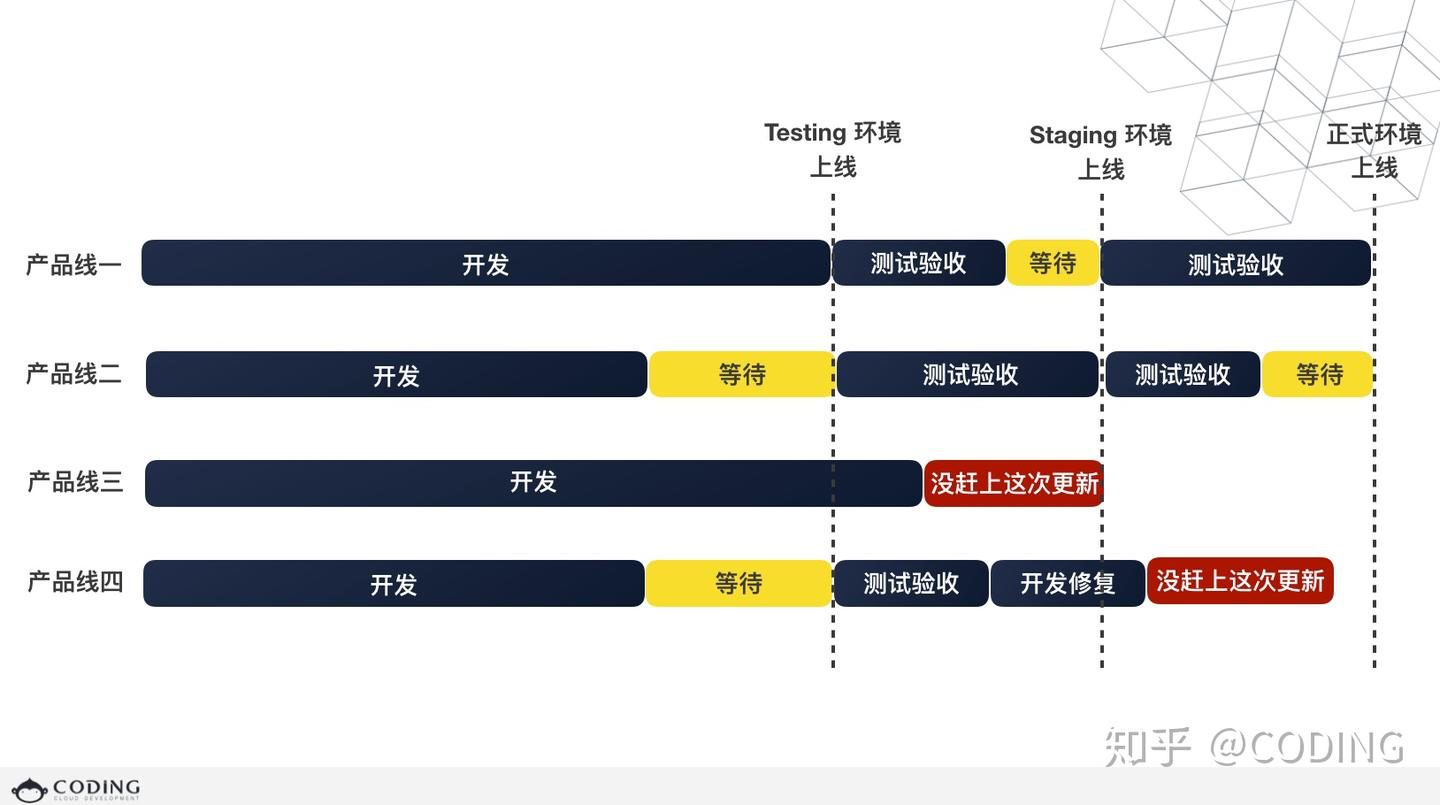 Testing 环境
上线
Staging 环境
上线
正式环境
上线
产品线一
开发
测试验收
等待
测试验收
产品线二
开发
等待
测试验收
测试验收
等待
产品线三
开发
没赶上这次更新
产品线四
开发
等待
测试验收
开发修复
没赶上这次更新
知乎 @CODING
CODING
CLOUD DEVELOPMENT